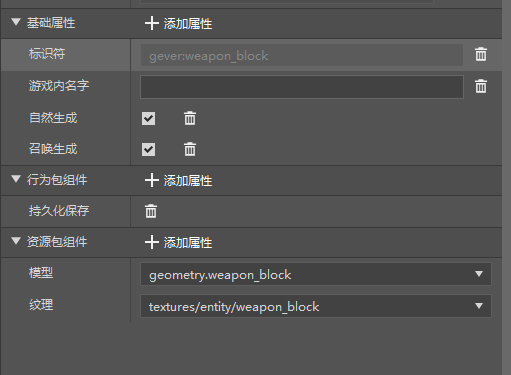 基础属性 添加属性
标识符 gever:weapon_block
游戏内名字
自然生成
召唤生成
行为包组件 添加属性
持久化保存
资源包组件 添加属性
模型 geometry.weapon_block
纹理 textures/entity/weapon_block